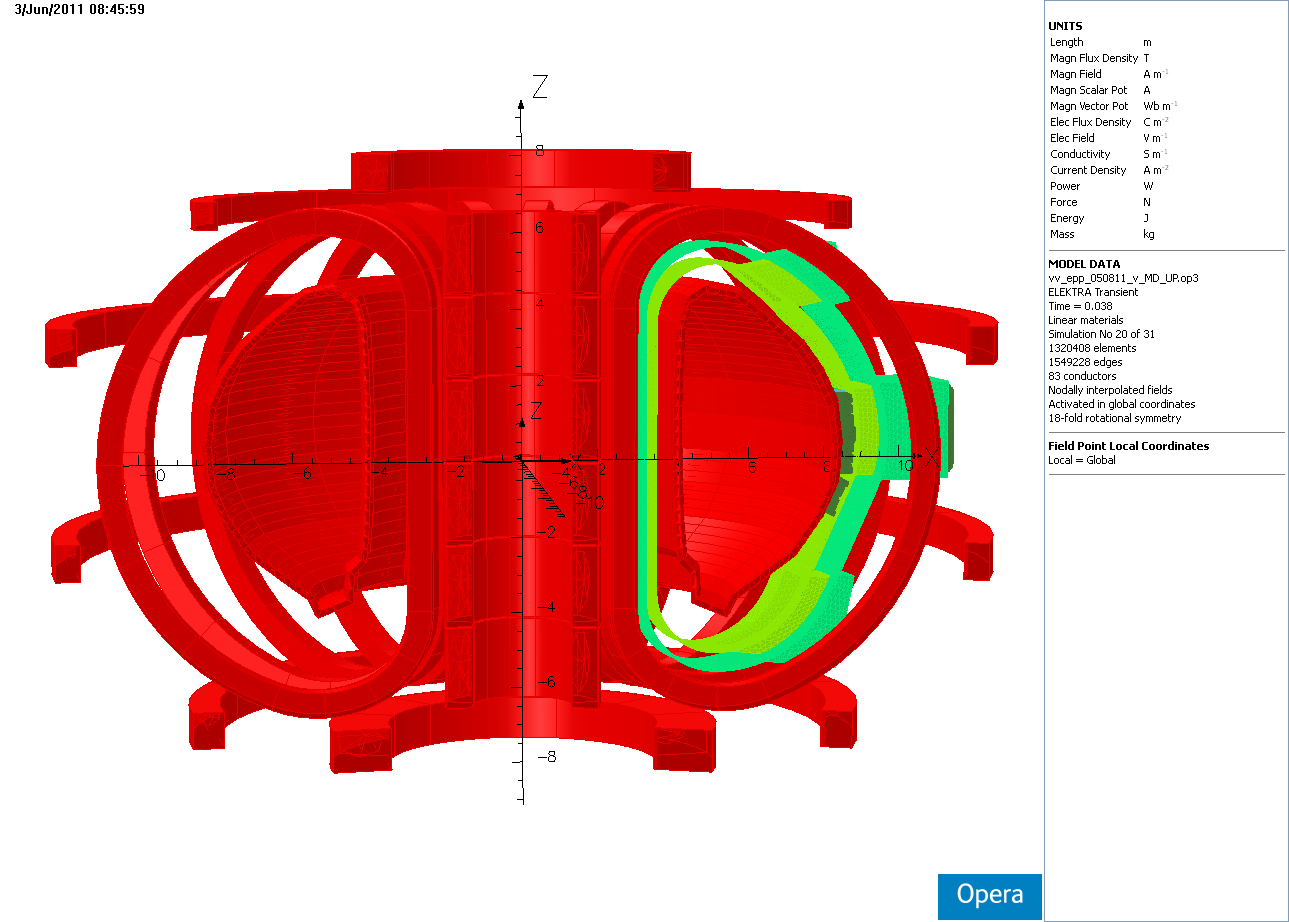 3/Jun/2011 08:45:59
UNITS
Length m
Magn Flux Density T
Magn Field A m⁻¹
Magn Scalar Pot A
Magn Vector Pot Wb m⁻¹
Elec Flux Density C m⁻²
Elec Field V m⁻¹
Conductivity S m⁻¹
Current Density A m⁻²
Power W
Force N
Energy J
Mass kg
MODEL DATA
vv_epp_050811_v_MD_UP.op3
ELEKTRA Transient
Time = 0.038
Linear materials
Simulation No 20 of 31
1320408 elements
1549228 edges
83 conductors
Nodally interpolated fields
Activated in global coordinates
18-fold rotational symmetry
Field Point Local Coordinates
Local = Global
Z
8
6
4
2
Z
-8 -6 -4 -2 2 6 8 10 X
10
-2
-4
-6
-8
Opera